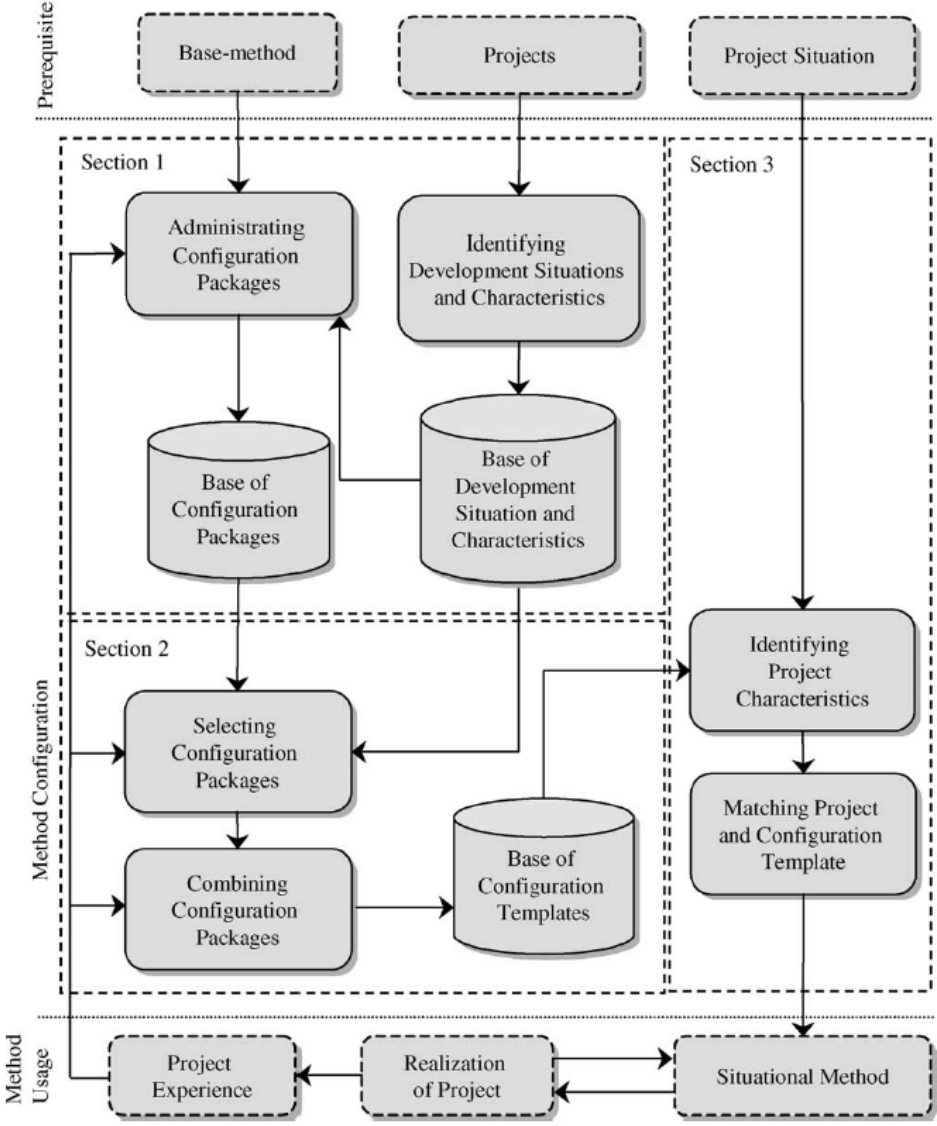 Prerequisite
Base-method
Projects
Project Situation
Section 1
Section 3
Administrating
Configuration
Packages
Identifying
Development Situations
and Characteristics
Base of
Configuration
Packages
Base of
Development
Situation and
Characteristics
Method Configuration
Section 2
Identifying
Project
Characteristics
Selecting
Configuration
Packages
Matching Project
and Configuration
Template
Combining
Configuration
Packages
Base of
Configuration
Templates
Method
Usage
Project
Experience
Realization
of Project
Situational Method